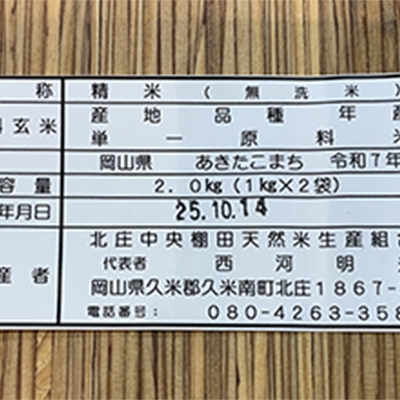 称 精米（無洗米）
玄米 産地 品種 年産
単一原料米
岡山県 あきたこまち 令和7年
容量 2.0kg（1kg×2袋）
年月日 25.10.14
北庄中央棚田天然米生産組合
産者 代表者 西河明
岡山県久米郡久米南町北庄1867-
電話番号： 080-4263-358